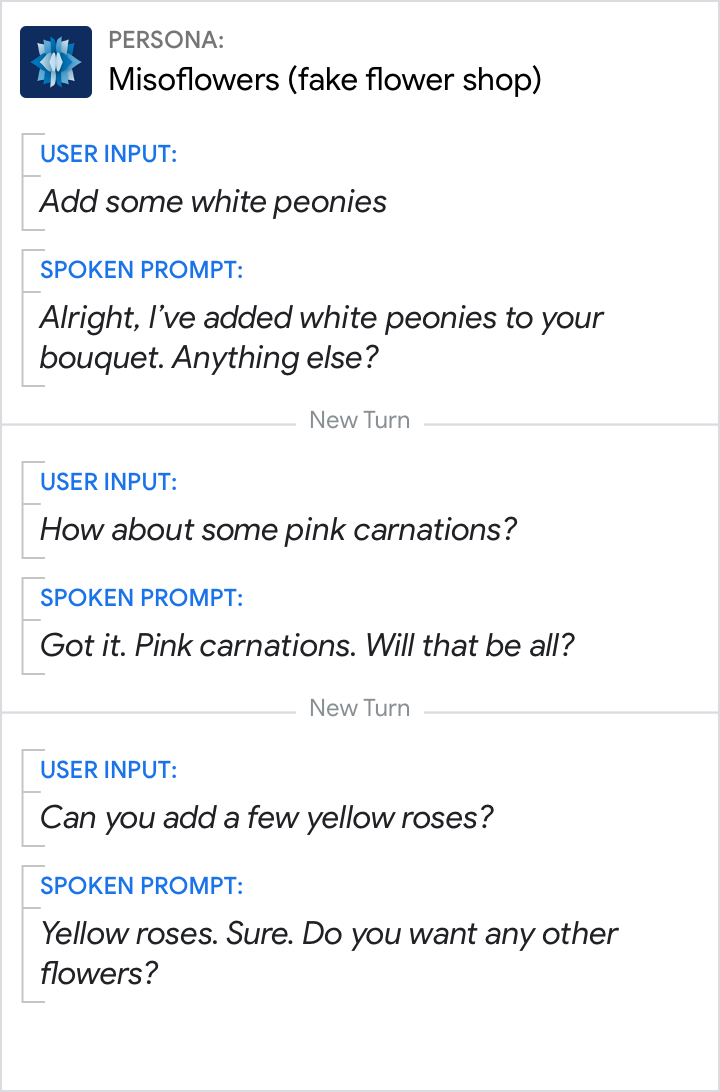 PERSONA:
Misoflowers (fake flower shop)
USER INPUT:
Add some white peonies
SPOKEN PROMPT:
Alright, I’ve added white peonies to your
bouquet. Anything else?
New Turn
USER INPUT:
How about some pink carnations?
SPOKEN PROMPT:
Got it. Pink carnations. Will that be all?
New Turn
USER INPUT:
Can you add a few yellow roses?
SPOKEN PROMPT:
Yellow roses. Sure. Do you want any other
flowers?